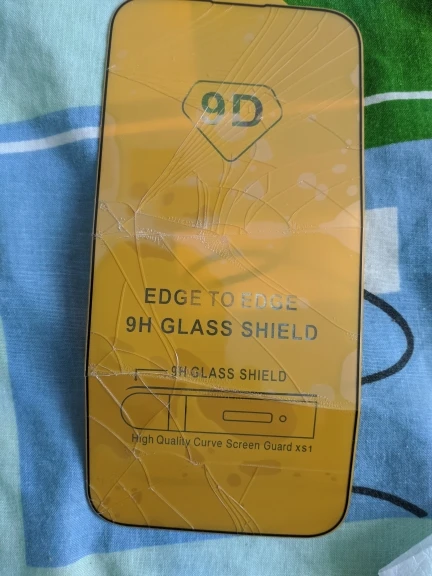 9D
EDGE TO EDGE
9H GLASS SHIELD
9H GLASS SHIELD
High Quality Curve Screen Guard xs1